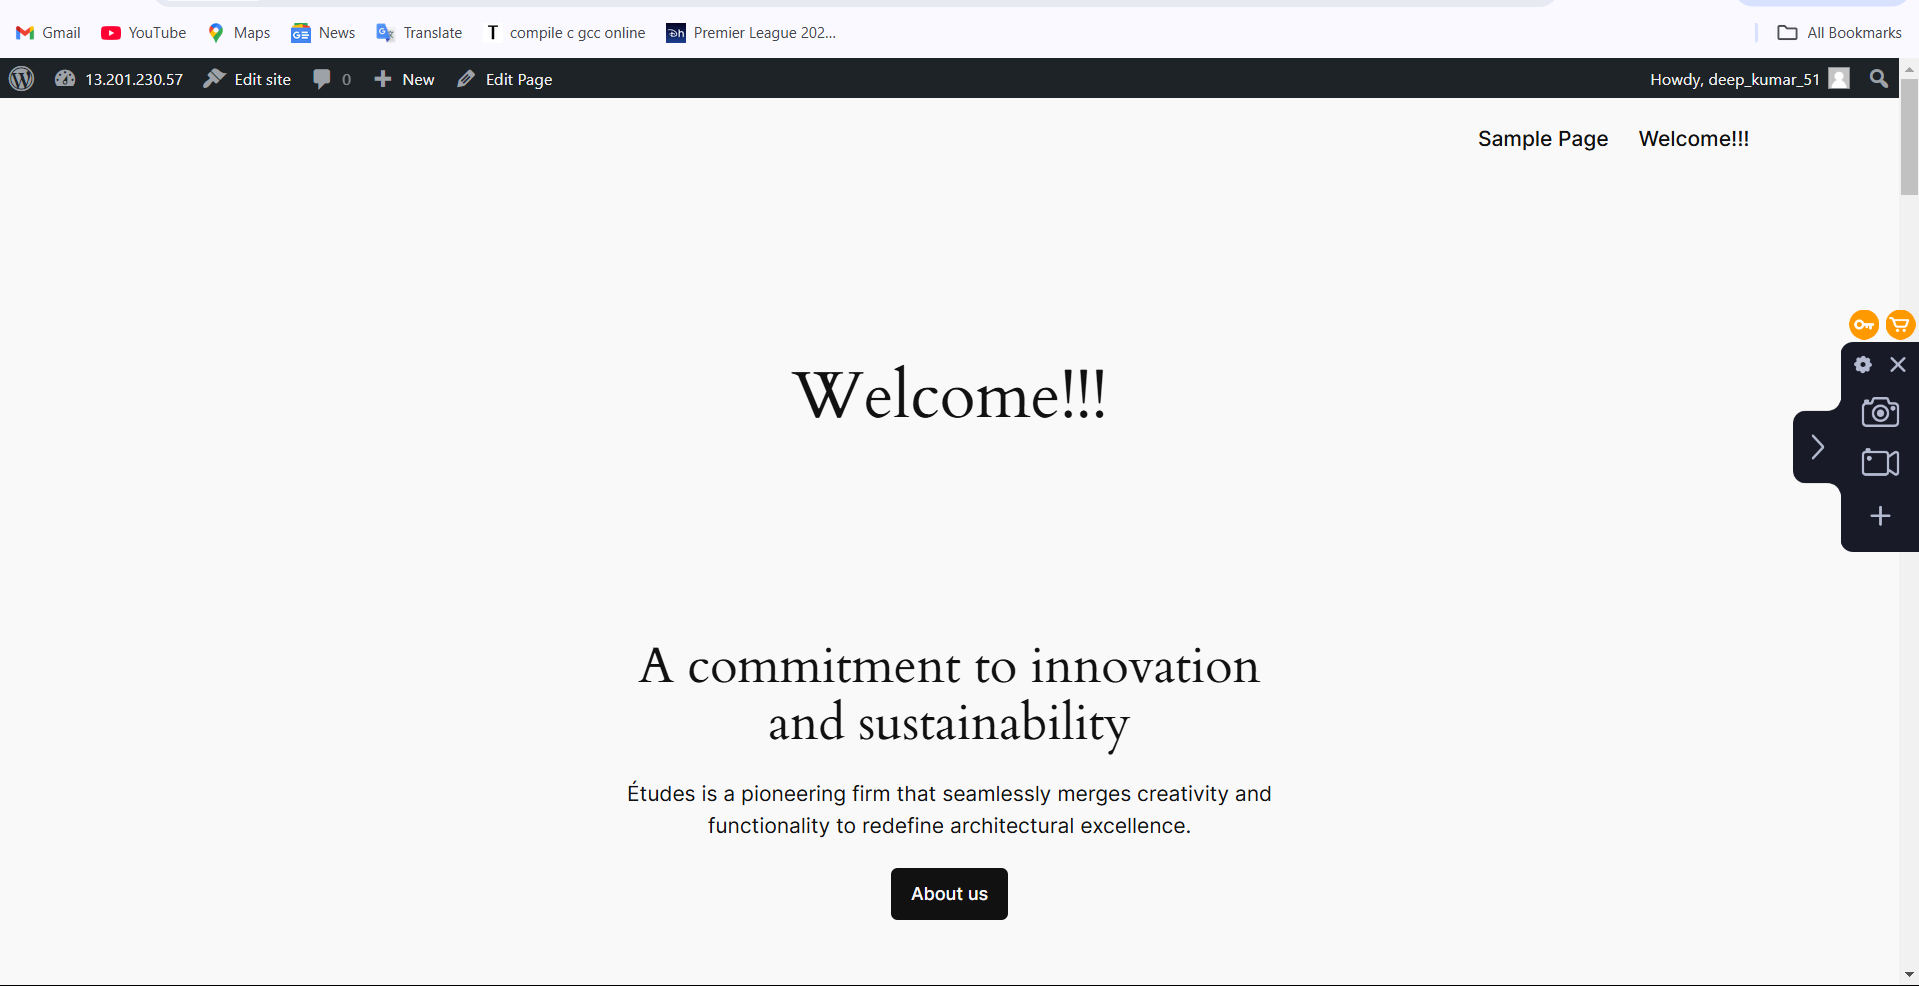 Gmail YouTube Maps News Translate T compile c gcc online Premier League 202... All Bookmarks
13.201.230.57 Edit site 0 New Edit Page Howdy, deep_kumar_51
Sample Page Welcome!!!
Welcome!!!
A commitment to innovation
and sustainability
Études is a pioneering firm that seamlessly merges creativity and
functionality to redefine architectural excellence.
About us